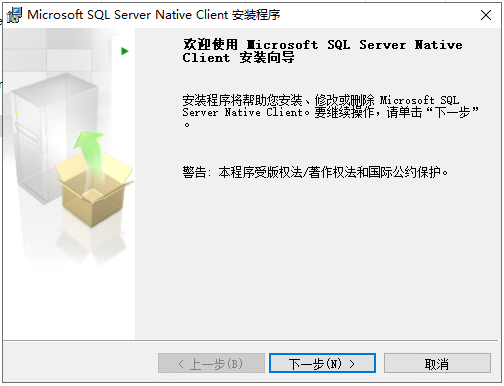 Microsoft SQL Server Native Client 安装程序
欢迎使用 Microsoft SQL Server Native
Client 安装向导
安装程序将帮助您安装、修改或删除 Microsoft SQL
Server Native Client。要继续操作，请单击“下一步”
。
警告: 本程序受版权法/著作权法和国际公约保护。
< 上一步(B)
下一步(N) >
取消